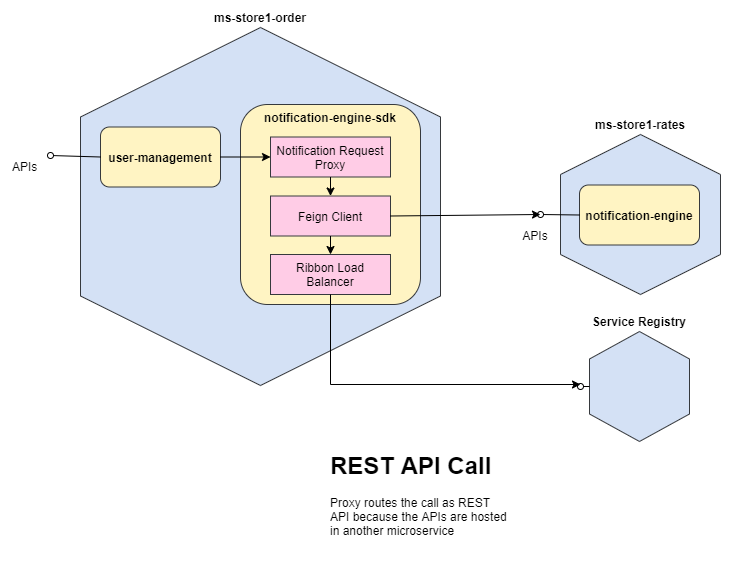 ms-store1-order
notification-engine-sdk
ms-store1-rates
user-management
Notification Request
Proxy
APIs
Feign Client
notification-engine
APIs
Ribbon Load
Balancer
Service Registry
REST API Call
Proxy routes the call as REST
API because the APIs are hosted
in another microservice